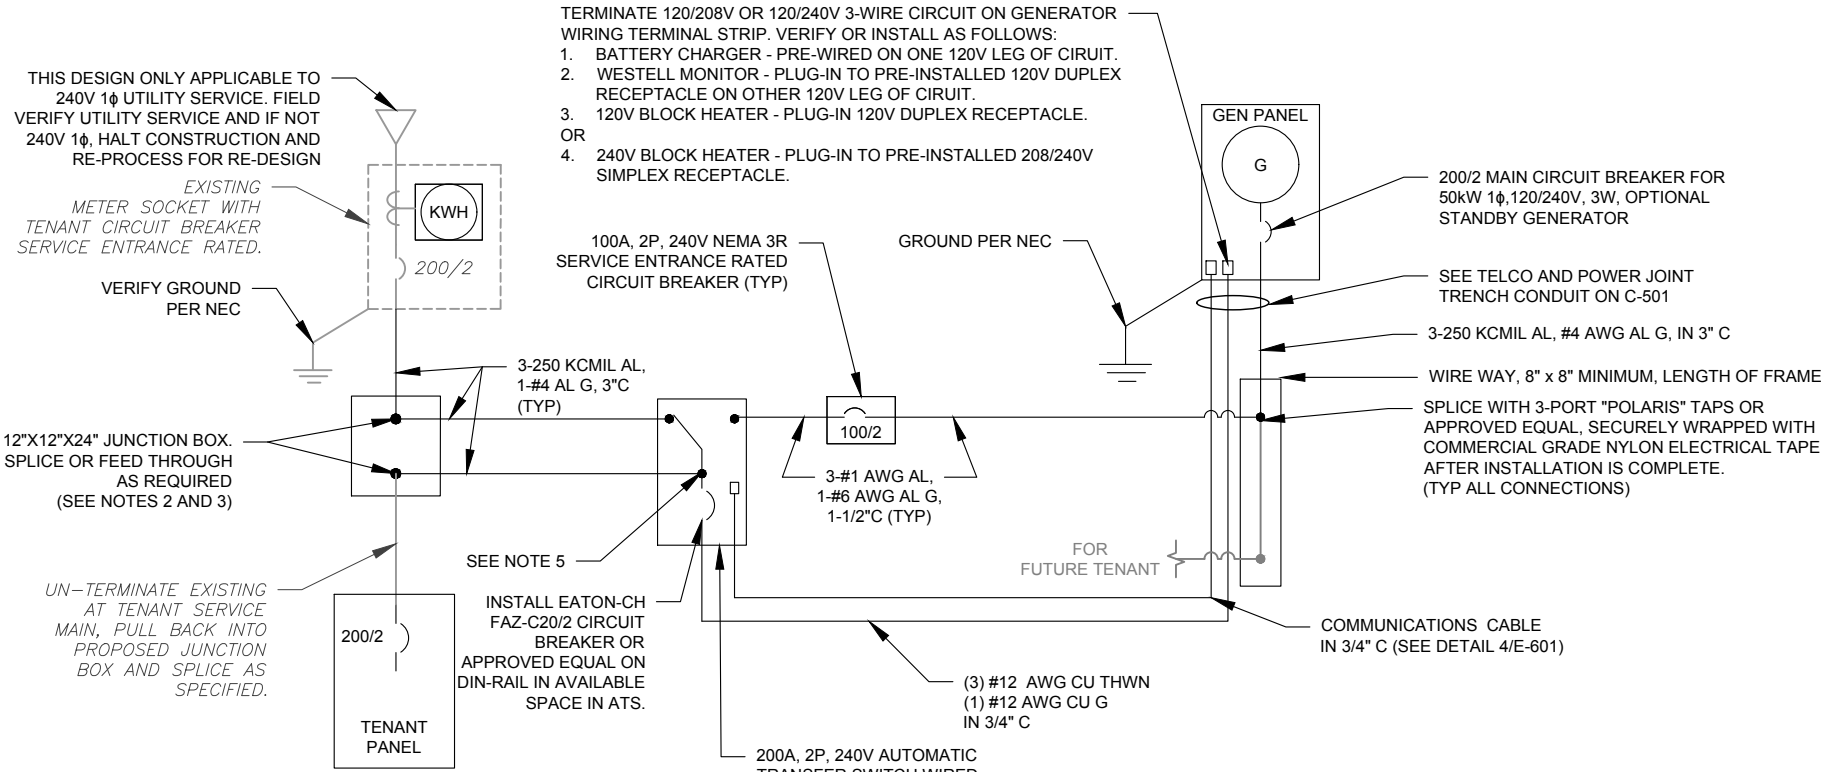 TERMINATE 120/208V OR 120/240V 3-WIRE CIRCUIT ON GENERATOR
WIRING TERMINAL STRIP. VERIFY OR INSTALL AS FOLLOWS:
1. BATTERY CHARGER - PRE-WIRED ON ONE 120V LEG OF CIRUIT.
2. WESTELL MONITOR - PLUG-IN TO PRE-INSTALLED 120V DUPLEX
RECEPTACLE ON OTHER 120V LEG OF CIRUIT.
3. 120V BLOCK HEATER - PLUG-IN 120V DUPLEX RECEPTACLE.
OR
4. 240V BLOCK HEATER - PLUG-IN TO PRE-INSTALLED 208/240V
SIMPLEX RECEPTACLE.
THIS DESIGN ONLY APPLICABLE TO
240V 1ϕ UTILITY SERVICE. FIELD
VERIFY UTILITY SERVICE AND IF NOT
240V 1ϕ, HALT CONSTRUCTION AND
RE-PROCESS FOR RE-DESIGN
EXISTING
METER SOCKET WITH
TENANT CIRCUIT BREAKER
SERVICE ENTRANCE RATED.
KWH
200/2
VERIFY GROUND
PER NEC
100A, 2P, 240V NEMA 3R
SERVICE ENTRANCE RATED
CIRCUIT BREAKER (TYP)
GROUND PER NEC
GEN PANEL
G
200/2 MAIN CIRCUIT BREAKER FOR
50kW 1ϕ,120/240V, 3W, OPTIONAL
STANDBY GENERATOR
SEE TELCO AND POWER JOINT
TRENCH CONDUIT ON C-501
3-250 KCMIL AL, #4 AWG AL G, IN 3" C
WIRE WAY, 8" x 8" MINIMUM, LENGTH OF FRAME
SPLICE WITH 3-PORT "POLARIS" TAPS OR
APPROVED EQUAL, SECURELY WRAPPED WITH
COMMERCIAL GRADE NYLON ELECTRICAL TAPE
AFTER INSTALLATION IS COMPLETE.
(TYP ALL CONNECTIONS)
3-250 KCMIL AL,
1-#4 AL G, 3"C
(TYP)
12"X12"X24" JUNCTION BOX.
SPLICE OR FEED THROUGH
AS REQUIRED
(SEE NOTES 2 AND 3)
100/2
3-#1 AWG AL,
1-#6 AWG AL G,
1-1/2"C (TYP)
SEE NOTE 5
FOR
FUTURE TENANT
UN-TERMINATE EXISTING
AT TENANT SERVICE
MAIN, PULL BACK INTO
PROPOSED JUNCTION
BOX AND SPLICE AS
SPECIFIED.
200/2
TENANT
PANEL
INSTALL EATON-CH
FAZ-C20/2 CIRCUIT
BREAKER OR
APPROVED EQUAL ON
DIN-RAIL IN AVAILABLE
SPACE IN ATS.
COMMUNICATIONS CABLE
IN 3/4" C (SEE DETAIL 4/E-601)
(3) #12 AWG CU THWN
(1) #12 AWG CU G
IN 3/4" C
200A, 2P, 240V AUTOMATIC
TRANSFER SWITCH WIRED